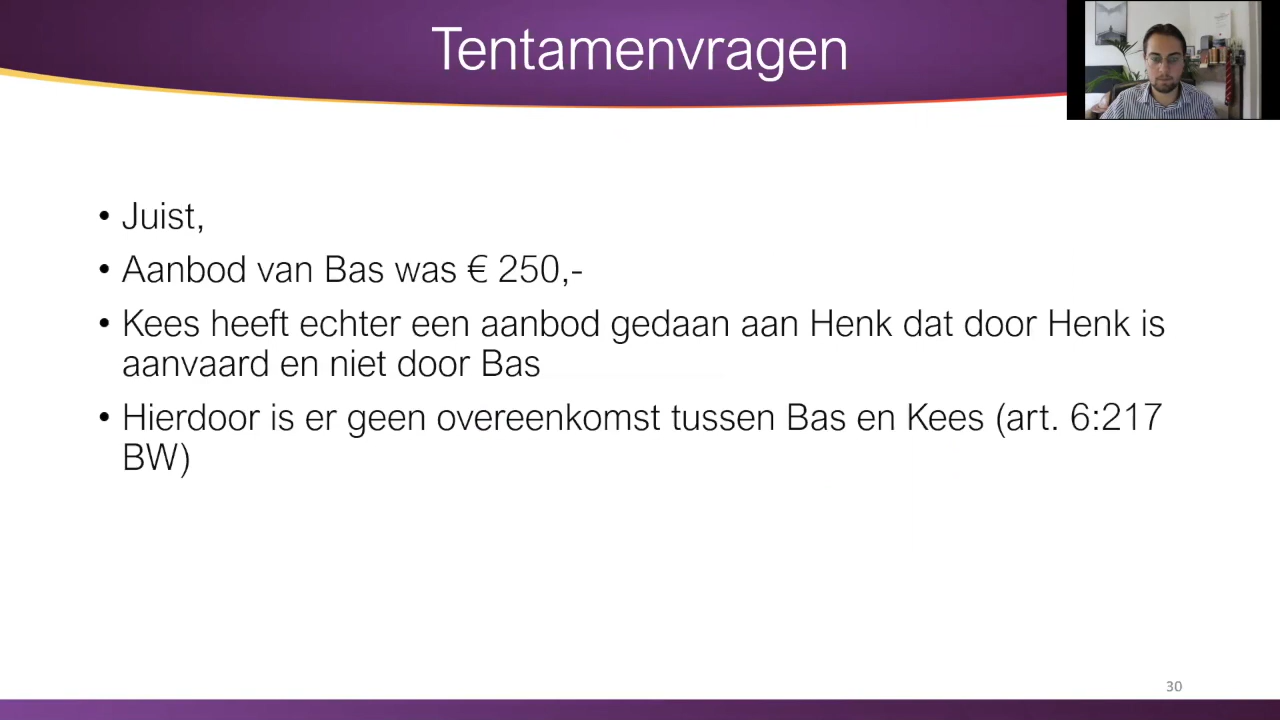 Tentamenvragen
• Juist,
• Aanbod van Bas was € 250,-
• Kees heeft echter een aanbod gedaan aan Henk dat door Henk is
aanvaard en niet door Bas
• Hierdoor is er geen overeenkomst tussen Bas en Kees (art. 6:217
BW)
30